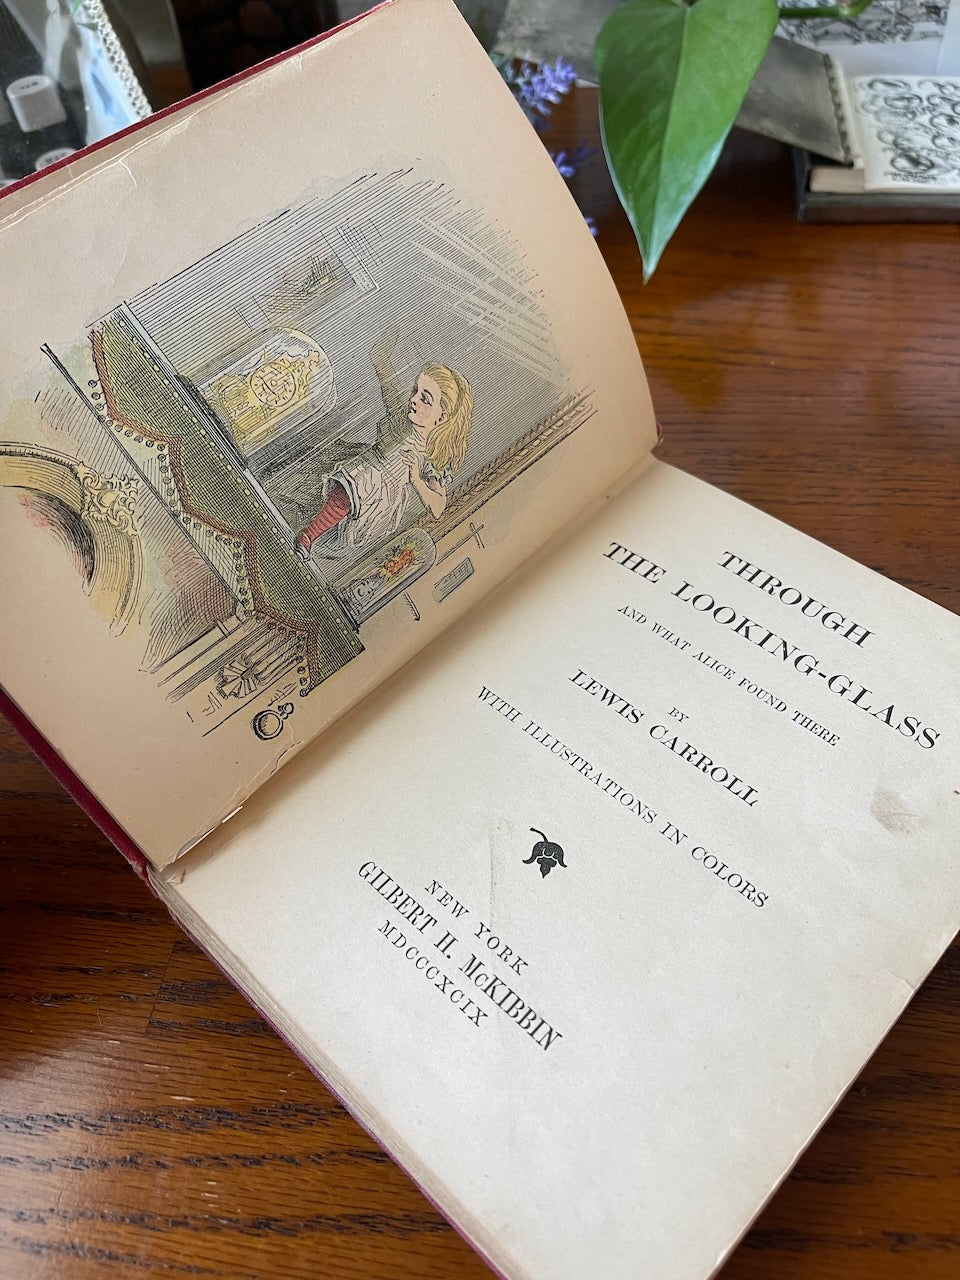 THROUGH
THE LOOKING-GLASS
AND WHAT ALICE FOUND THERE
BY
LEWIS CARROLL
WITH ILLUSTRATIONS IN COLORS
NEW YORK
GILBERT H. McKIBBIN
MDCCCXCIX